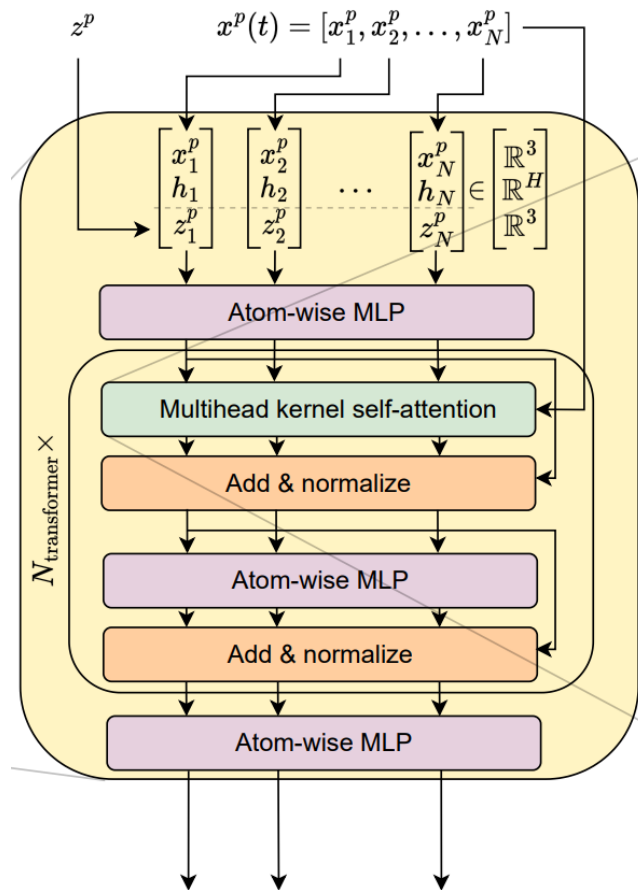 z^p x^p(t) = [x_1^p, x_2^p, ..., x_N^p]
x_1^p x_2^p x_N^p ℝ^3
h_1 h_2 ... h_N ∈ ℝ^H
z_1^p z_2^p z_N^p ℝ^3
Atom-wise MLP
Multihead kernel self-attention
Add & normalize
N_transformer ×
Atom-wise MLP
Add & normalize
Atom-wise MLP